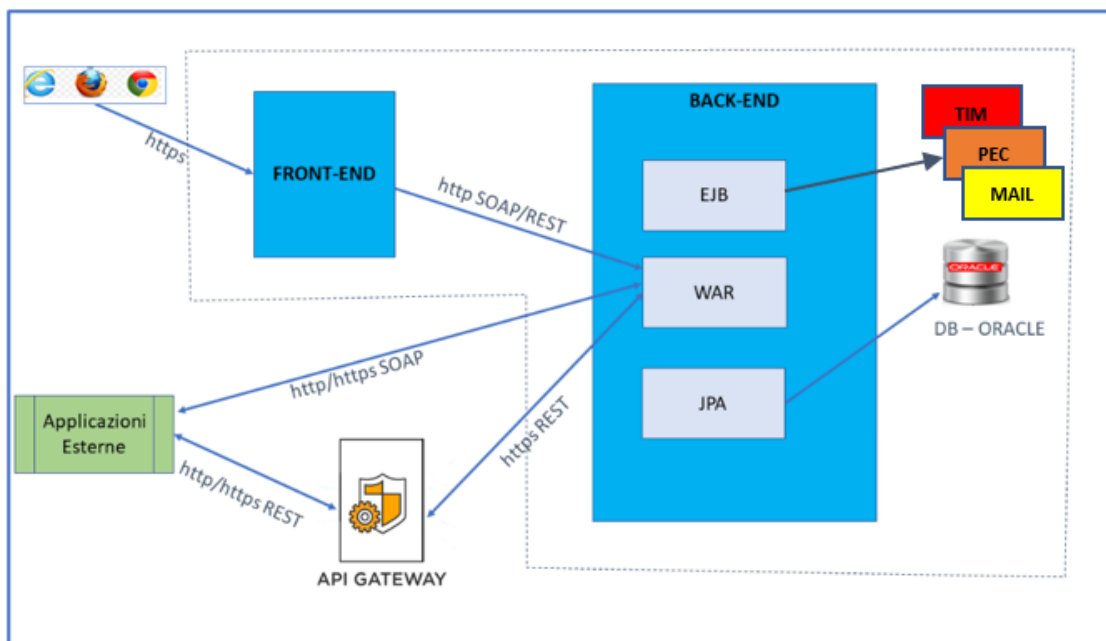 https
FRONT-END
http SOAP/REST
BACK-END
EJB
WAR
JPA
TIM
PEC
MAIL
ORACLE
DB – ORACLE
http/https SOAP
https REST
Applicazioni
Esterne
http/https REST
API GATEWAY